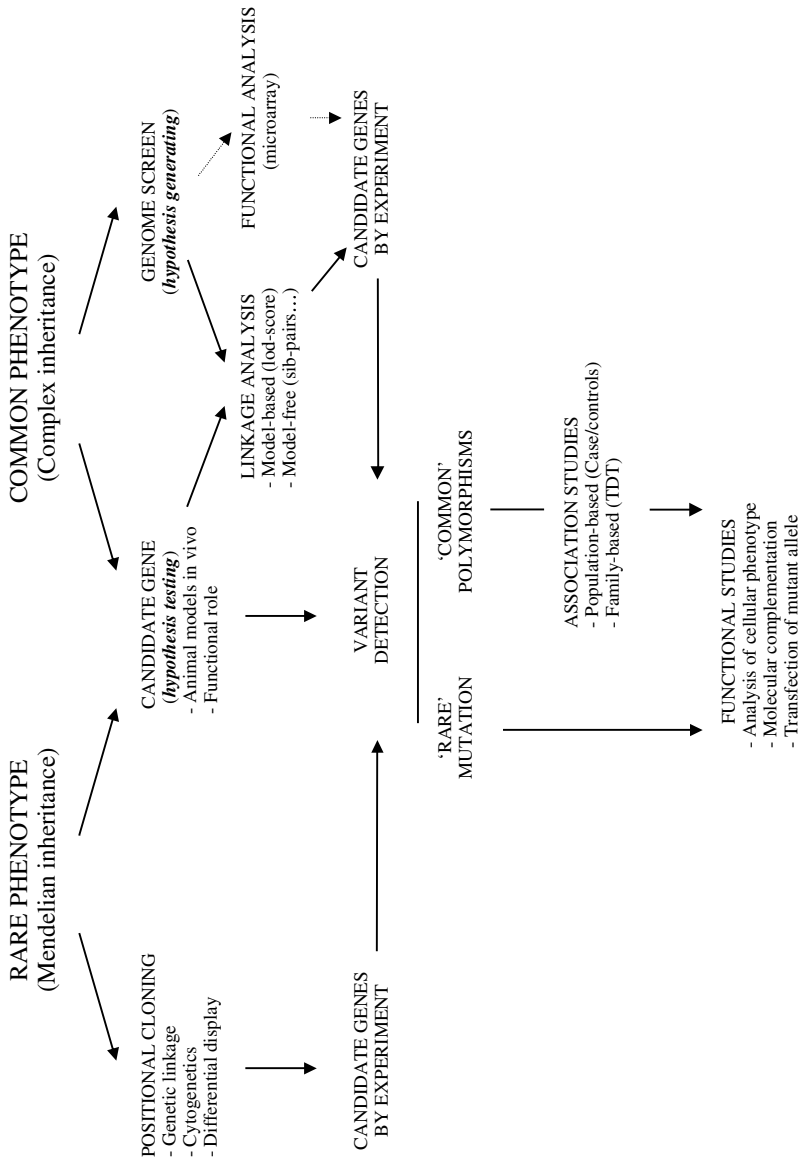 RARE PHENOTYPE
(Mendelian inheritance)
COMMON PHENOTYPE
(Complex inheritance)
POSITIONAL CLONING
- Genetic linkage
- Cytogenetics
- Differential display
CANDIDATE GENE
(hypothesis testing)
- Animal models in vivo
- Functional role
GENOME SCREEN
(hypothesis generating)
LINKAGE ANALYSIS
- Model-based (lod-score)
- Model-free (sib-pairs…)
FUNCTIONAL ANALYSIS
(microarray)
CANDIDATE GENES
BY EXPERIMENT
VARIANT
DETECTION
CANDIDATE GENES
BY EXPERIMENT
‘RARE’
MUTATION
‘COMMON’
POLYMORPHISMS
ASSOCIATION STUDIES
- Population-based (Case/controls)
- Family-based (TDT)
FUNCTIONAL STUDIES
- Analysis of cellular phenotype
- Molecular complementation
- Transfection of mutant allele